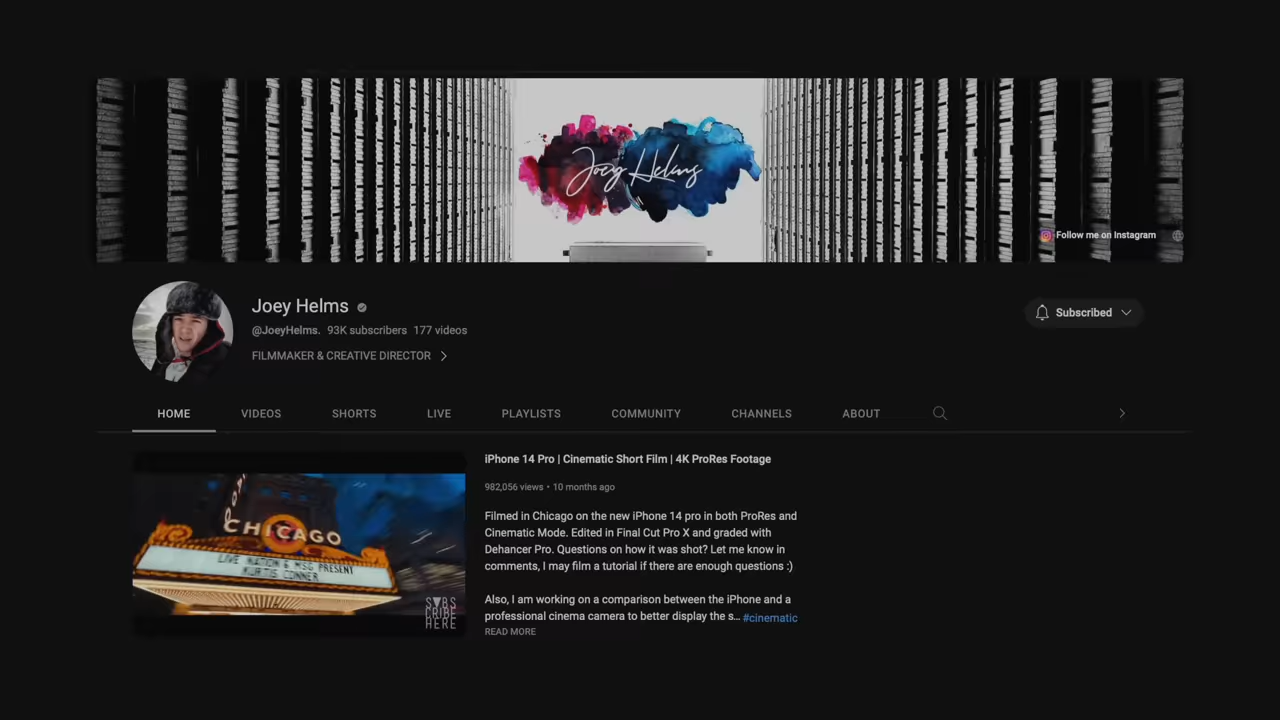 Joey Helms
Follow me on Instagram
Joey Helms
@JoeyHelms. 93K subscribers 177 videos
FILMMAKER & CREATIVE DIRECTOR
Subscribed
HOME VIDEOS SHORTS LIVE PLAYLISTS COMMUNITY CHANNELS ABOUT
CHICAGO
LIVE NATION & MSG PRESENT
KURTIS CONNER
SUBS
CRIBE
HERE
iPhone 14 Pro | Cinematic Short Film | 4K ProRes Footage
982,056 views • 10 months ago
Filmed in Chicago on the new iPhone 14 pro in both ProRes and
Cinematic Mode. Edited in Final Cut Pro X and graded with
Dehancer Pro. Questions on how it was shot? Let me know in
comments, I may film a tutorial if there are enough questions :)
Also, I am working on a comparison between the iPhone and a
professional cinema camera to better display the s... #cinematic
READ MORE